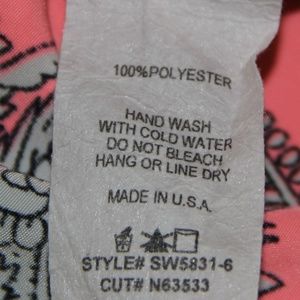 100%POLYESTER
HAND WASH
WITH COLD WATER
DO NOT BLEACH
HANG OR LINE DRY
MADE IN U.S.A.
STYLE# SW5831-6
CUT# N63533